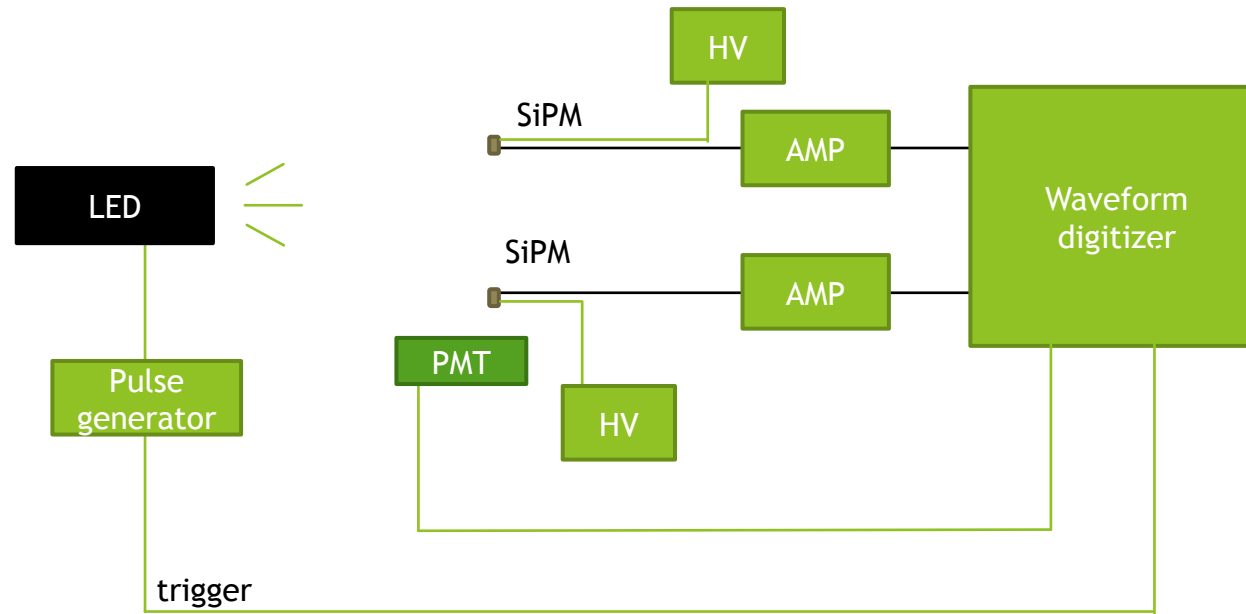 HV
SiPM
AMP
LED
Waveform
digitizer
SiPM
AMP
PMT
Pulse
generator
HV
trigger